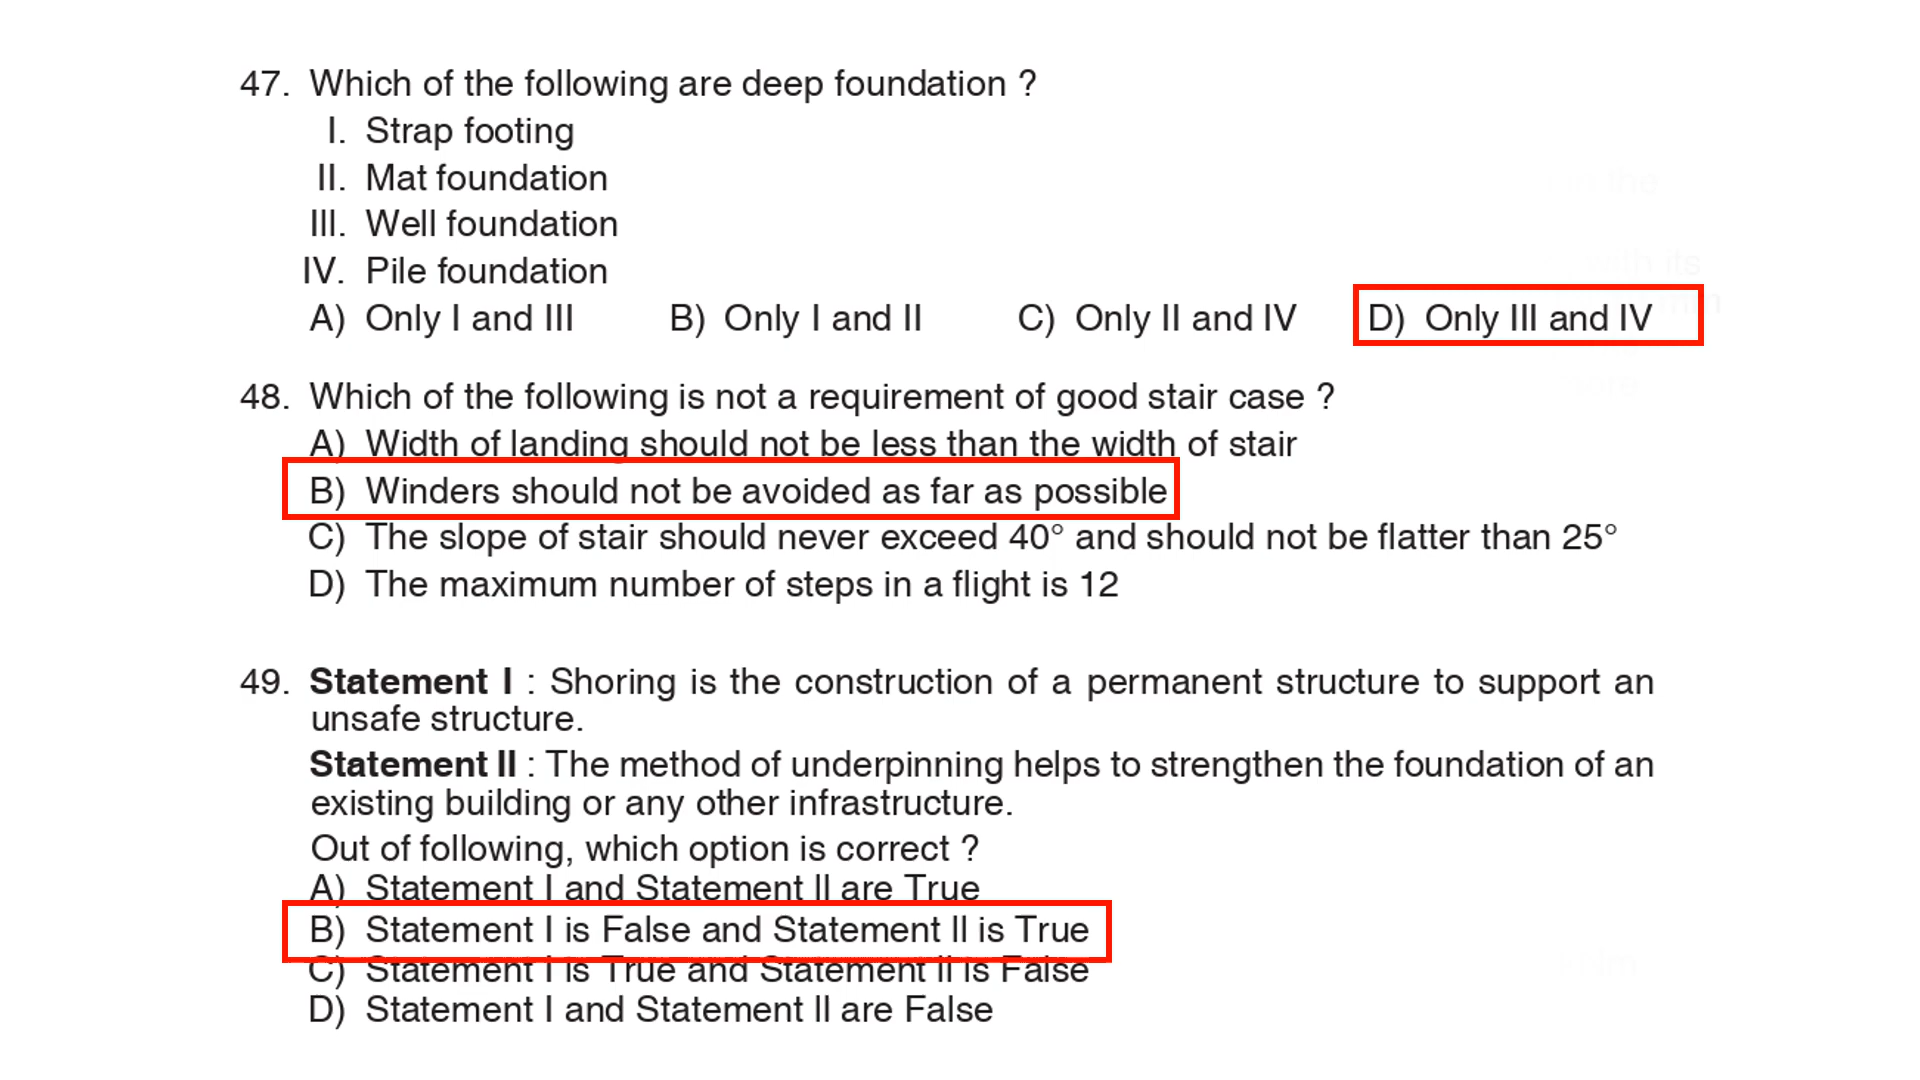 47. Which of the following are deep foundation ?
I. Strap footing
II. Mat foundation
III. Well foundation
IV. Pile foundation
A) Only I and III B) Only I and II C) Only II and IV D) Only III and IV
48. Which of the following is not a requirement of good stair case ?
A) Width of landing should not be less than the width of stair
B) Winders should not be avoided as far as possible
C) The slope of stair should never exceed 40° and should not be flatter than 25°
D) The maximum number of steps in a flight is 12
49. Statement I : Shoring is the construction of a permanent structure to support an
unsafe structure.
Statement II : The method of underpinning helps to strengthen the foundation of an
existing building or any other infrastructure.
Out of following, which option is correct ?
A) Statement I and Statement II are True
B) Statement I is False and Statement II is True
C) Statement I is True and Statement II is False
D) Statement I and Statement II are False